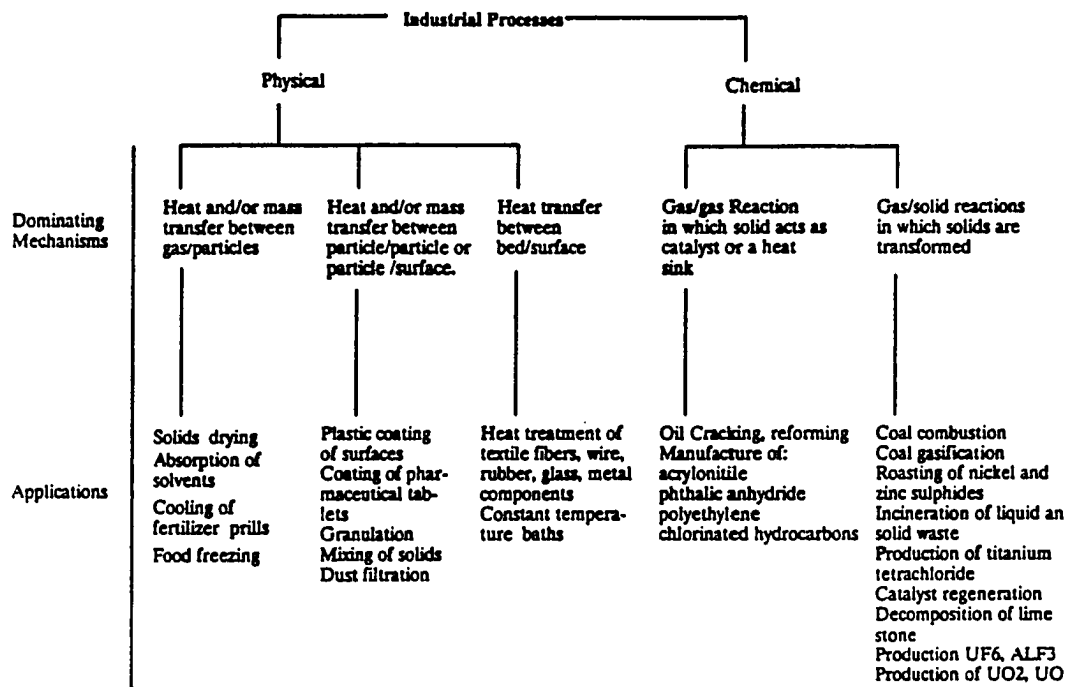 Industrial Processes
Physical
Chemical
Dominating
Mechanisms
Heat and/or mass
transfer between
gas/particles
Heat and/or mass
transfer between
particle/particle or
particle /surface.
Heat transfer
between
bed/surface
Gas/gas Reaction
in which solid acts as
catalyst or a heat
sink
Gas/solid reactions
in which solids are
transformed
Applications
Solids drying
Absorption of
solvents
Cooling of
fertilizer prills
Food freezing
Plastic coating
of surfaces
Coating of phar-
maceutical tab-
lets
Granulation
Mixing of solids
Dust filtration
Heat treatment of
textile fibers, wire,
rubber, glass, metal
components
Constant tempera-
ture baths
Oil Cracking, reforming
Manufacture of:
acrylonitile
phthalic anhydride
polyethylene
chlorinated hydrocarbons
Coal combustion
Coal gasification
Roasting of nickel and
zinc sulphides
Incineration of liquid an
solid waste
Production of titanium
tetrachloride
Catalyst regeneration
Decomposition of lime
stone
Production UF6, ALF3
Production of UO2, UO